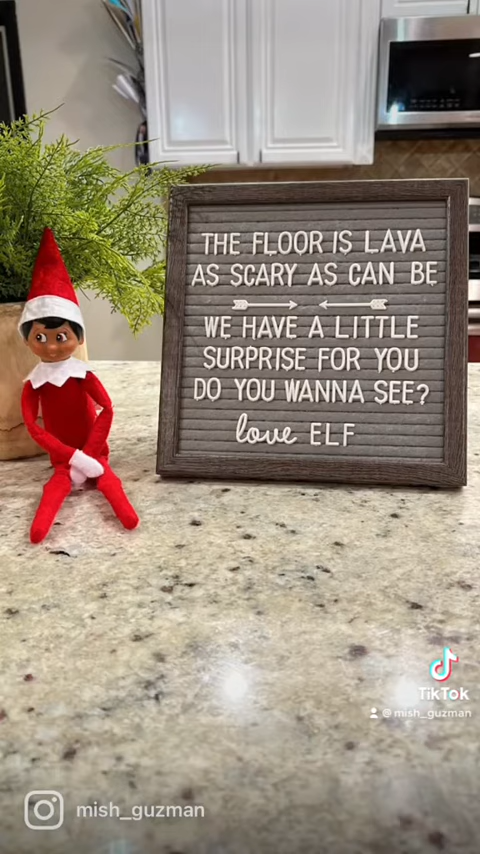 THE FLOOR IS LAVA
AS SCARY AS CAN BE
WE HAVE A LITTLE
SURPRISE FOR YOU
DO YOU WANNA SEE?
love ELF
TikTok
@mish_guzman
mish_guzman